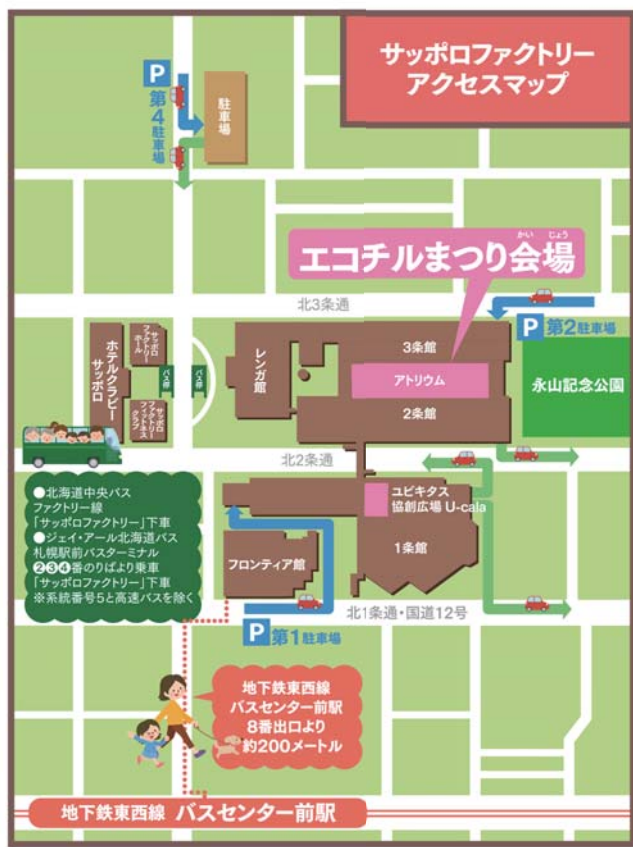 サッポロファクトリー
アクセスマップ
P
第4駐車場
駐車場
かい じょう
エコチルまつり会場
北3条通
P 第2駐車場
ホテルクラビー
サッポロ
サッポロ
ファクトリー
ホール
サッポロ
ファクトリー
フィットネス
クラブ
バス停
バス停
レンガ館
3条館
アトリウム
2条館
永山記念公園
北2条通
●北海道中央バス
ファクトリー線
「サッポロファクトリー」下車
●ジェイ・アール北海道バス
札幌駅前バスターミナル
❷❸❹番のりばより乗車
「サッポロファクトリー」下車
※系統番号5と高速バスを除く
ユビキタス
協創広場 U-cala
フロンティア館
1条館
北1条通・国道12号
P 第1駐車場
地下鉄東西線
バスセンター前駅
8番出口より
約200メートル
地下鉄東西線 バスセンター前駅